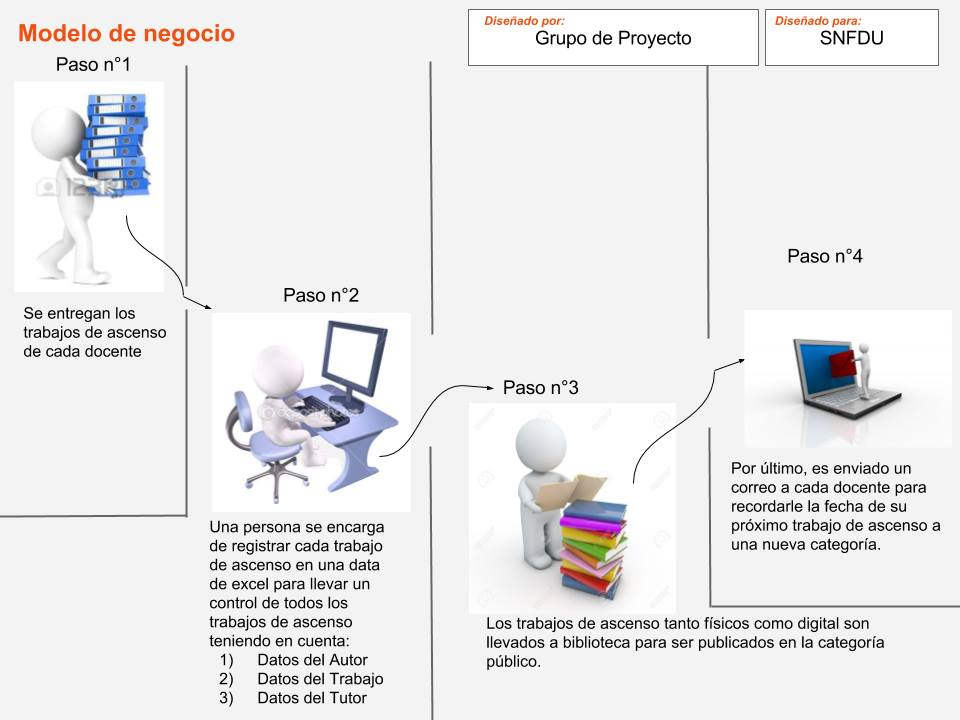 Modelo de negocio
Diseñado por:
Grupo de Proyecto
Diseñado para:
SNFDU
Paso n°1
Se entregan los
trabajos de ascenso
de cada docente
Paso n°2
Una persona se encarga
de registrar cada trabajo
de ascenso en una data
de excel para llevar un
control de todos los
trabajos de ascenso
teniendo en cuenta:
1) Datos del Autor
2) Datos del Trabajo
3) Datos del Tutor
Paso n°3
Los trabajos de ascenso tanto físicos como digital son
llevados a biblioteca para ser publicados en la categoría
público.
Paso n°4
Por último, es enviado un
correo a cada docente para
recordarle la fecha de su
próximo trabajo de ascenso a
una nueva categoría.